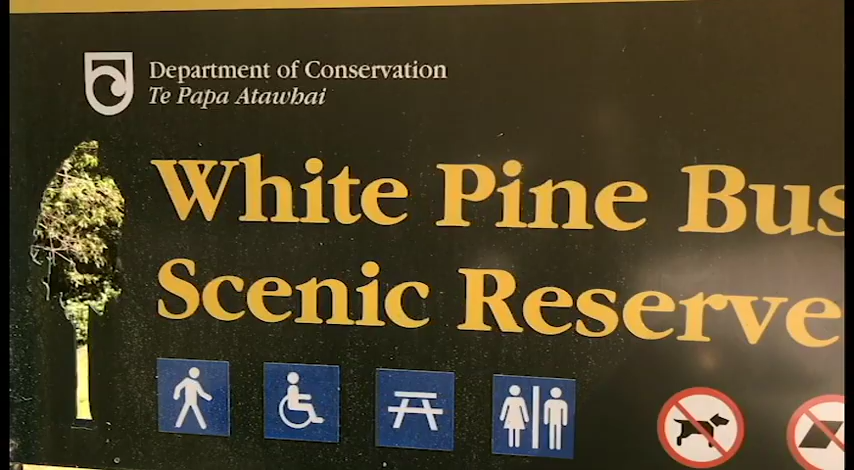 Department of Conservation
Te Papa Atawhai
White Pine Bus
Scenic Reserve